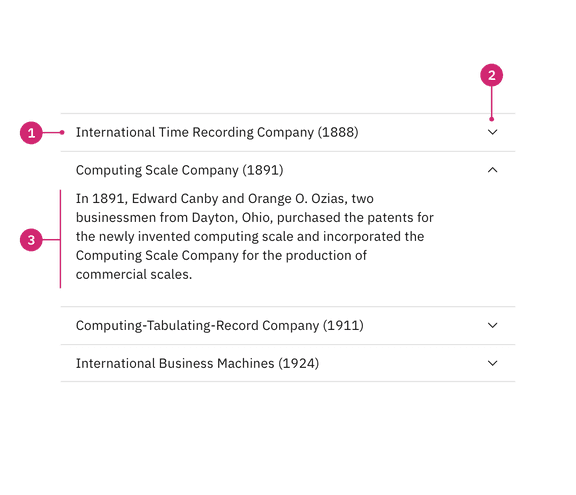 2
1
International Time Recording Company (1888)
Computing Scale Company (1891)
In 1891, Edward Canby and Orange O. Ozias, two
businessmen from Dayton, Ohio, purchased the patents for
3
the newly invented computing scale and incorporated the
Computing Scale Company for the production of
commercial scales.
Computing-Tabulating-Record Company (1911)
International Business Machines (1924)